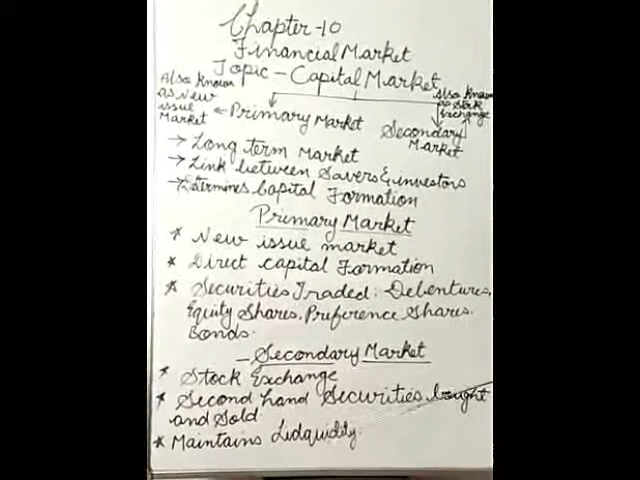 Chapter-10
Financial Market
Topic - Capital Market
Also Known
as New
issue
Market
Also Known
as Stock
Exchange
← Primary Market
Secondary
Market
→ Long term Market
→ Link between Savers & investors
→ Determines Capital Formation
Primary Market
* New issue market
* Direct capital Formation
* Securities Traded: Debentures,
Equity Shares. Preference Shares.
Bonds.
- Secondary Market
* Stock Exchange
* Second hand Securities bought
and Sold
* Maintains Lidquidity.